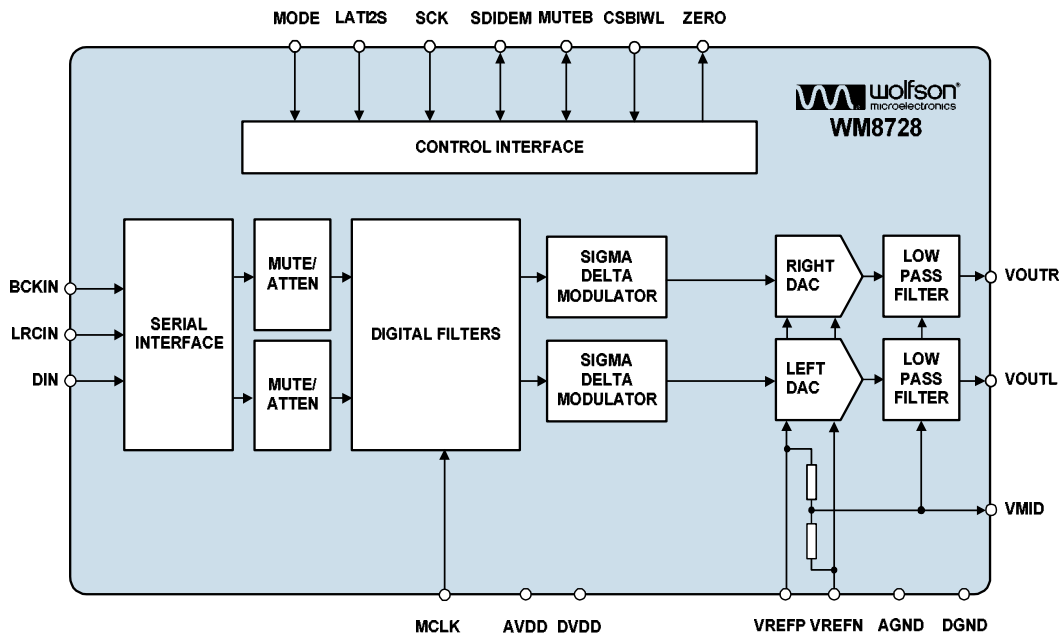 MODE LATI2S SCK SDIDEM MUTEB CSBIWL ZERO
wolfson®
microelectronics
WM8728
CONTROL INTERFACE
BCKIN
LRCIN
DIN
SERIAL
INTERFACE
MUTE/
ATTEN
MUTE/
ATTEN
DIGITAL FILTERS
SIGMA
DELTA
MODULATOR
SIGMA
DELTA
MODULATOR
RIGHT
DAC
LEFT
DAC
LOW
PASS
FILTER
LOW
PASS
FILTER
VOUTR
VOUTL
VMID
MCLK AVDD DVDD VREFP VREFN AGND DGND